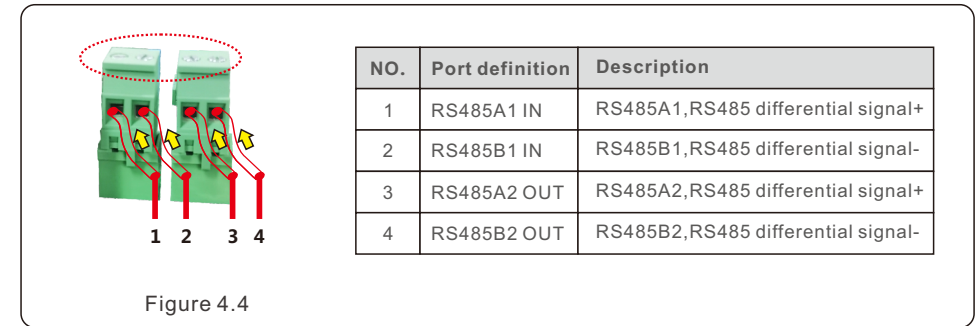 NO. Port definition Description
1 RS485A1 IN RS485A1,RS485 differential signal+
2 RS485B1 IN RS485B1,RS485 differential signal-
3 RS485A2 OUT RS485A2,RS485 differential signal+
4 RS485B2 OUT RS485B2,RS485 differential signal-
1 2 3 4
Figure 4.4